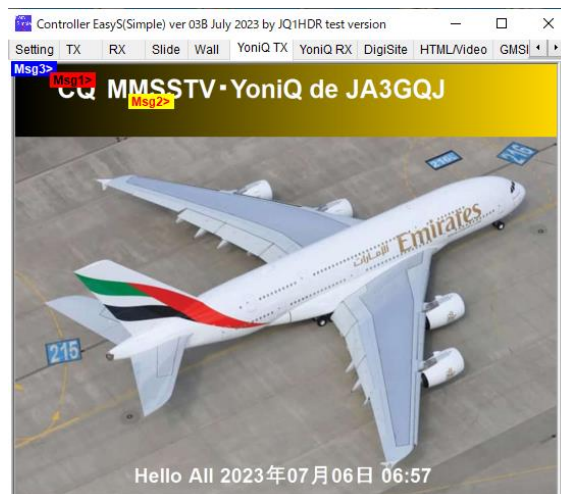 Controller EasyS(Simple) ver 03B July 2023 by JQ1HDR test version
Setting TX RX Slide Wall YoniQ TX YoniQ RX DigiSite HTML/Video GMSI
Msg3>
Msg1>
CQ MMSSTV・YoniQ de JA3GQJ
Msg2>
215
Emirates
الإمارات
215
Hello All 2023年07月06日 06:57